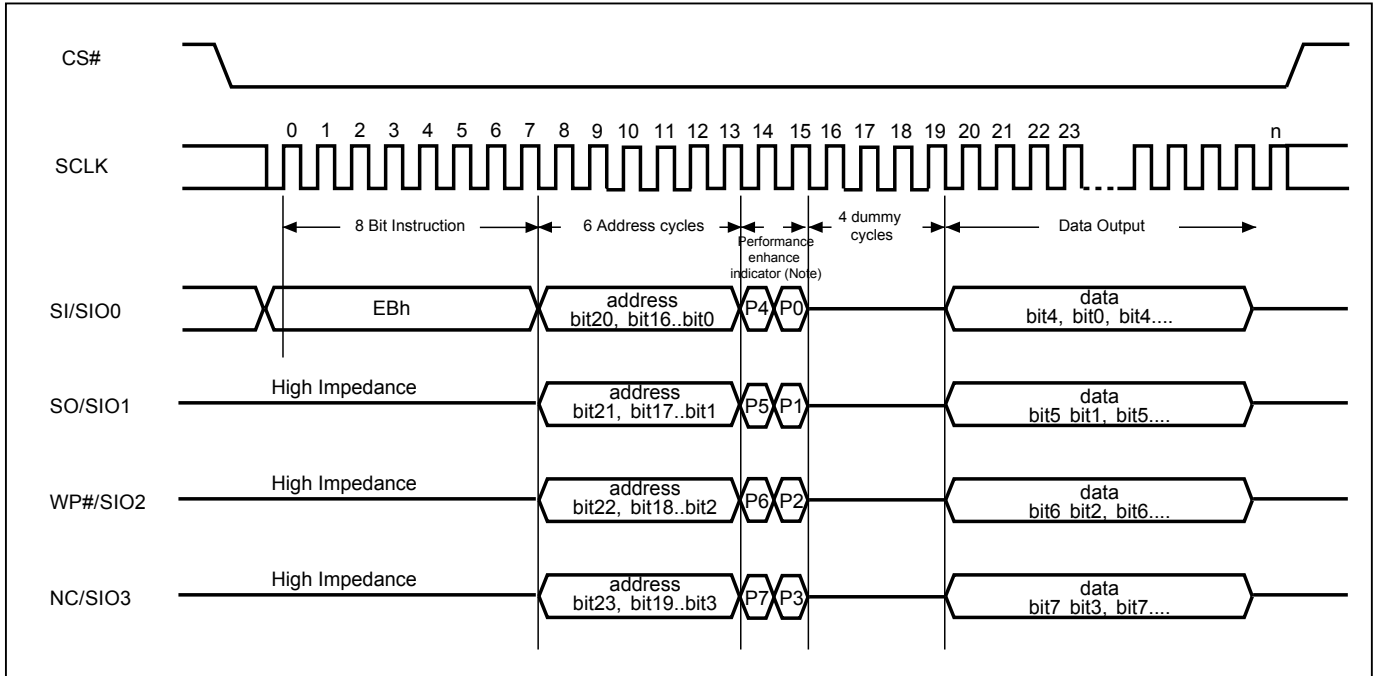 CS#
0 1 2 3 4 5 6 7 8 9 10 11 12 13 14 15 16 17 18 19 20 21 22 23 n
SCLK
8 Bit Instruction 6 Address cycles 4 dummy Data Output
cycles
Performance
enhance
indicator (Note)
SI/SIO0 EBh address P4 P0 data
bit20, bit16..bit0 bit4, bit0, bit4....
High Impedance
SO/SIO1 address P5 P1 data
bit21, bit17..bit1 bit5 bit1, bit5....
High Impedance
WP#/SIO2 address P6 P2 data
bit22, bit18..bit2 bit6 bit2, bit6....
High Impedance
NC/SIO3 address P7 P3 data
bit23, bit19..bit3 bit7 bit3, bit7....